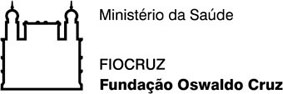 Ministério da Saúde
FIOCRUZ
Fundação Oswaldo Cruz